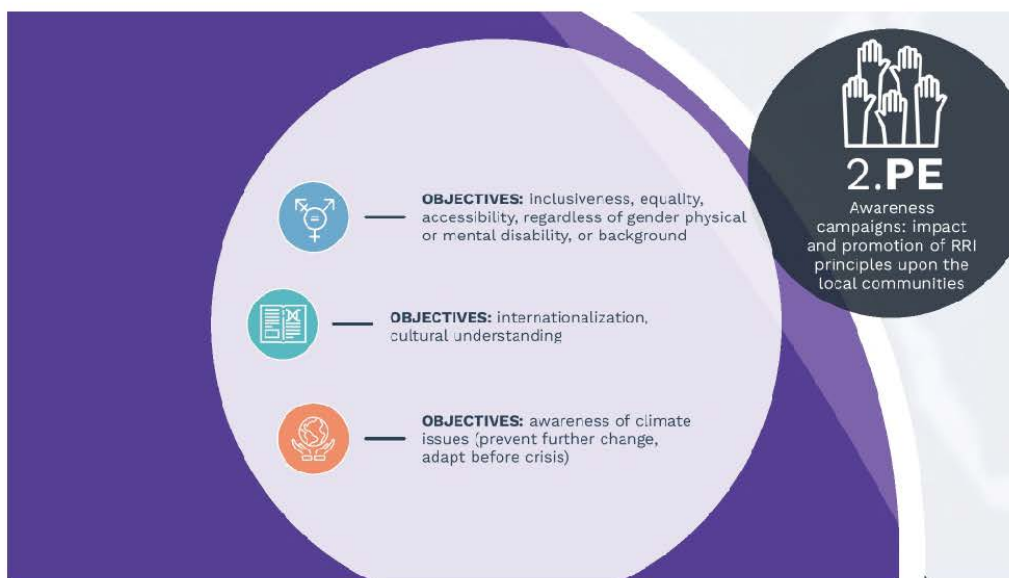 2.PE
Awareness
campaigns: impact
and promotion of RRI
principles upon the
local communities
OBJECTIVES: inclusiveness, equality,
accessibility, regardless of gender physical
or mental disability, or background
OBJECTIVES: internationalization,
cultural understanding
OBJECTIVES: awareness of climate
issues (prevent further change,
adapt before crisis)